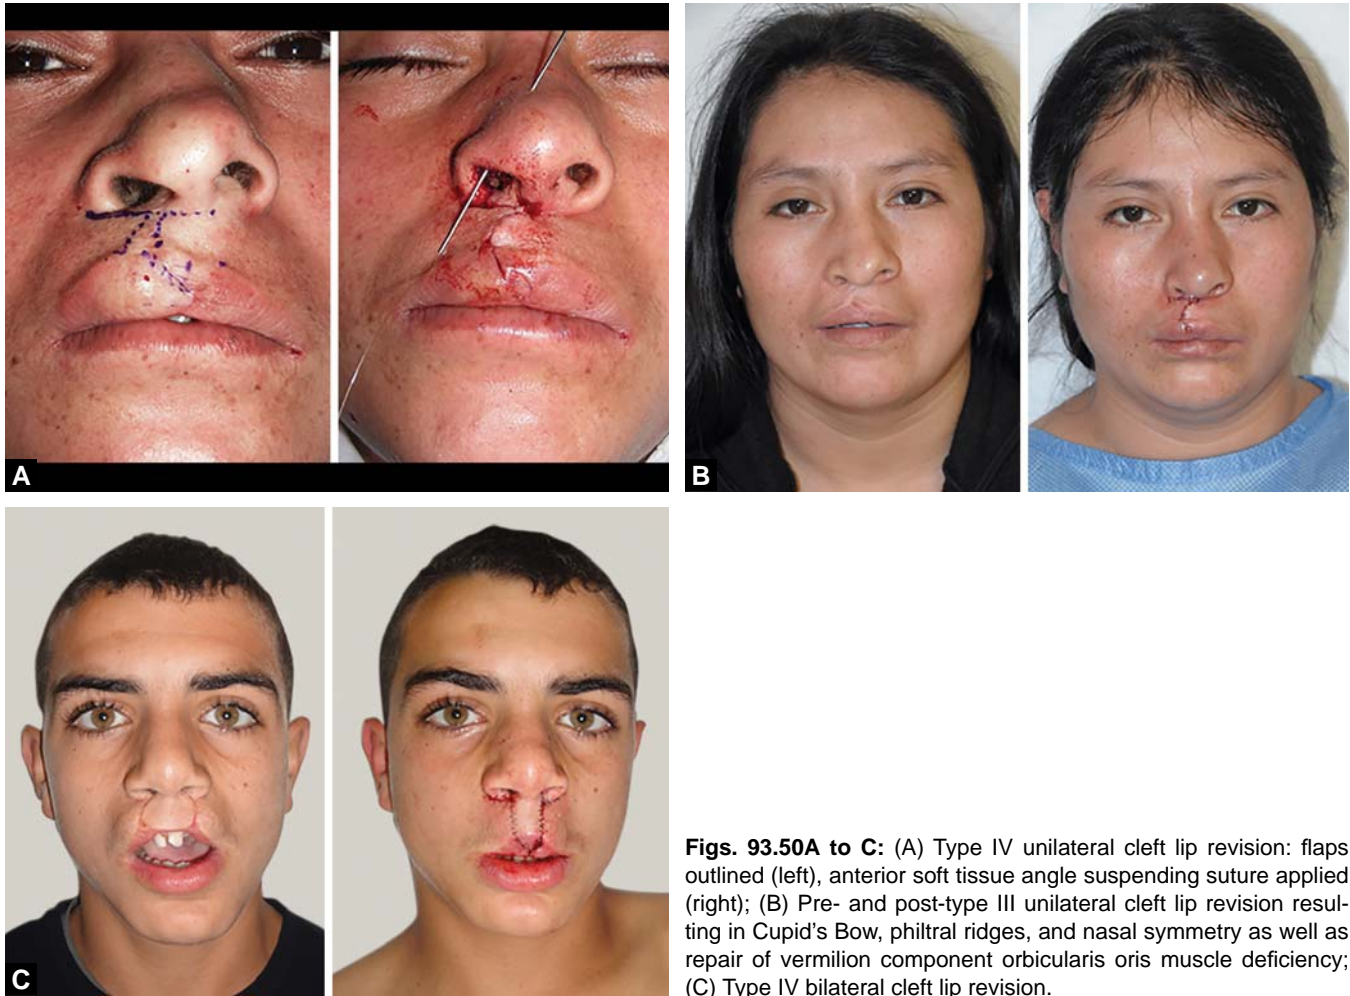 A
B
C
Figs. 93.50A to C: (A) Type IV unilateral cleft lip revision: flaps
outlined (left), anterior soft tissue angle suspending suture applied
(right); (B) Pre- and post-type III unilateral cleft lip revision resul-
ting in Cupid's Bow, philtral ridges, and nasal symmetry as well as
repair of vermilion component orbicularis oris muscle deficiency;
(C) Type IV bilateral cleft lip revision.